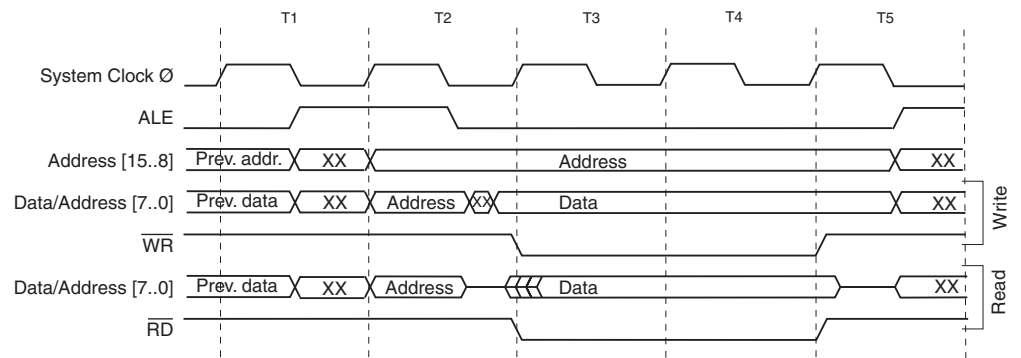 T1 T2 T3 T4 T5
System Clock Ø
ALE
Address [15..8] Prev. addr. XX Address XX
Data/Address [7..0] Prev. data XX Address XX Data XX
WR
Write
Data/Address [7..0] Prev. data XX Address Data XX
RD
Read